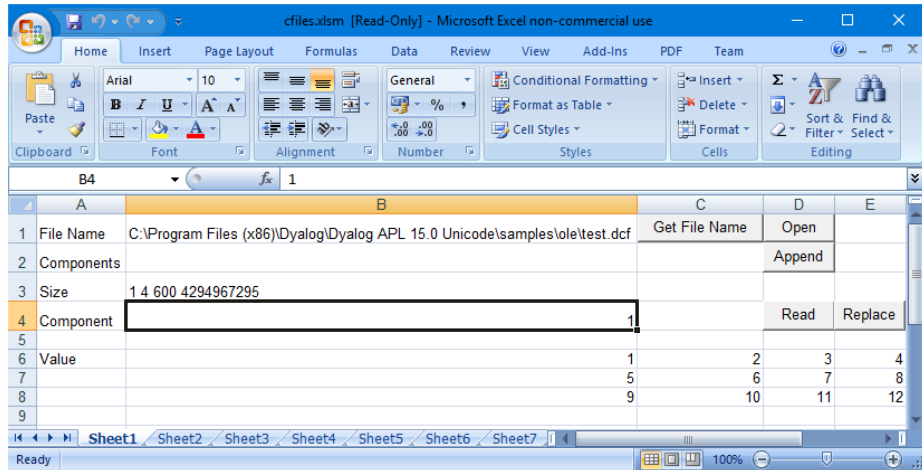 cfiles.xlsm [Read-Only] - Microsoft Excel non-commercial use
Home Insert Page Layout Formulas Data Review View Add-Ins PDF Team
Arial 10 General Conditional Formatting Insert Σ
Paste B I U A A % , Format as Table Delete Sort & Find &
Cell Styles Format Filter Select
Clipboard Font Alignment Number Styles Cells Editing
B4 fx 1
A B C D E
1 File Name C:\Program Files (x86)\Dyalog\Dyalog APL 15.0 Unicode\samples\ole\test.dcf Get File Name Open
2 Components Append
3 Size 1 4 600 4294967295
4 Component 1 Read Replace
5
6 Value 1 2 3 4
7 5 6 7 8
8 9 10 11 12
9
Sheet1 Sheet2 Sheet3 Sheet4 Sheet5 Sheet6 Sheet7
Ready 100%